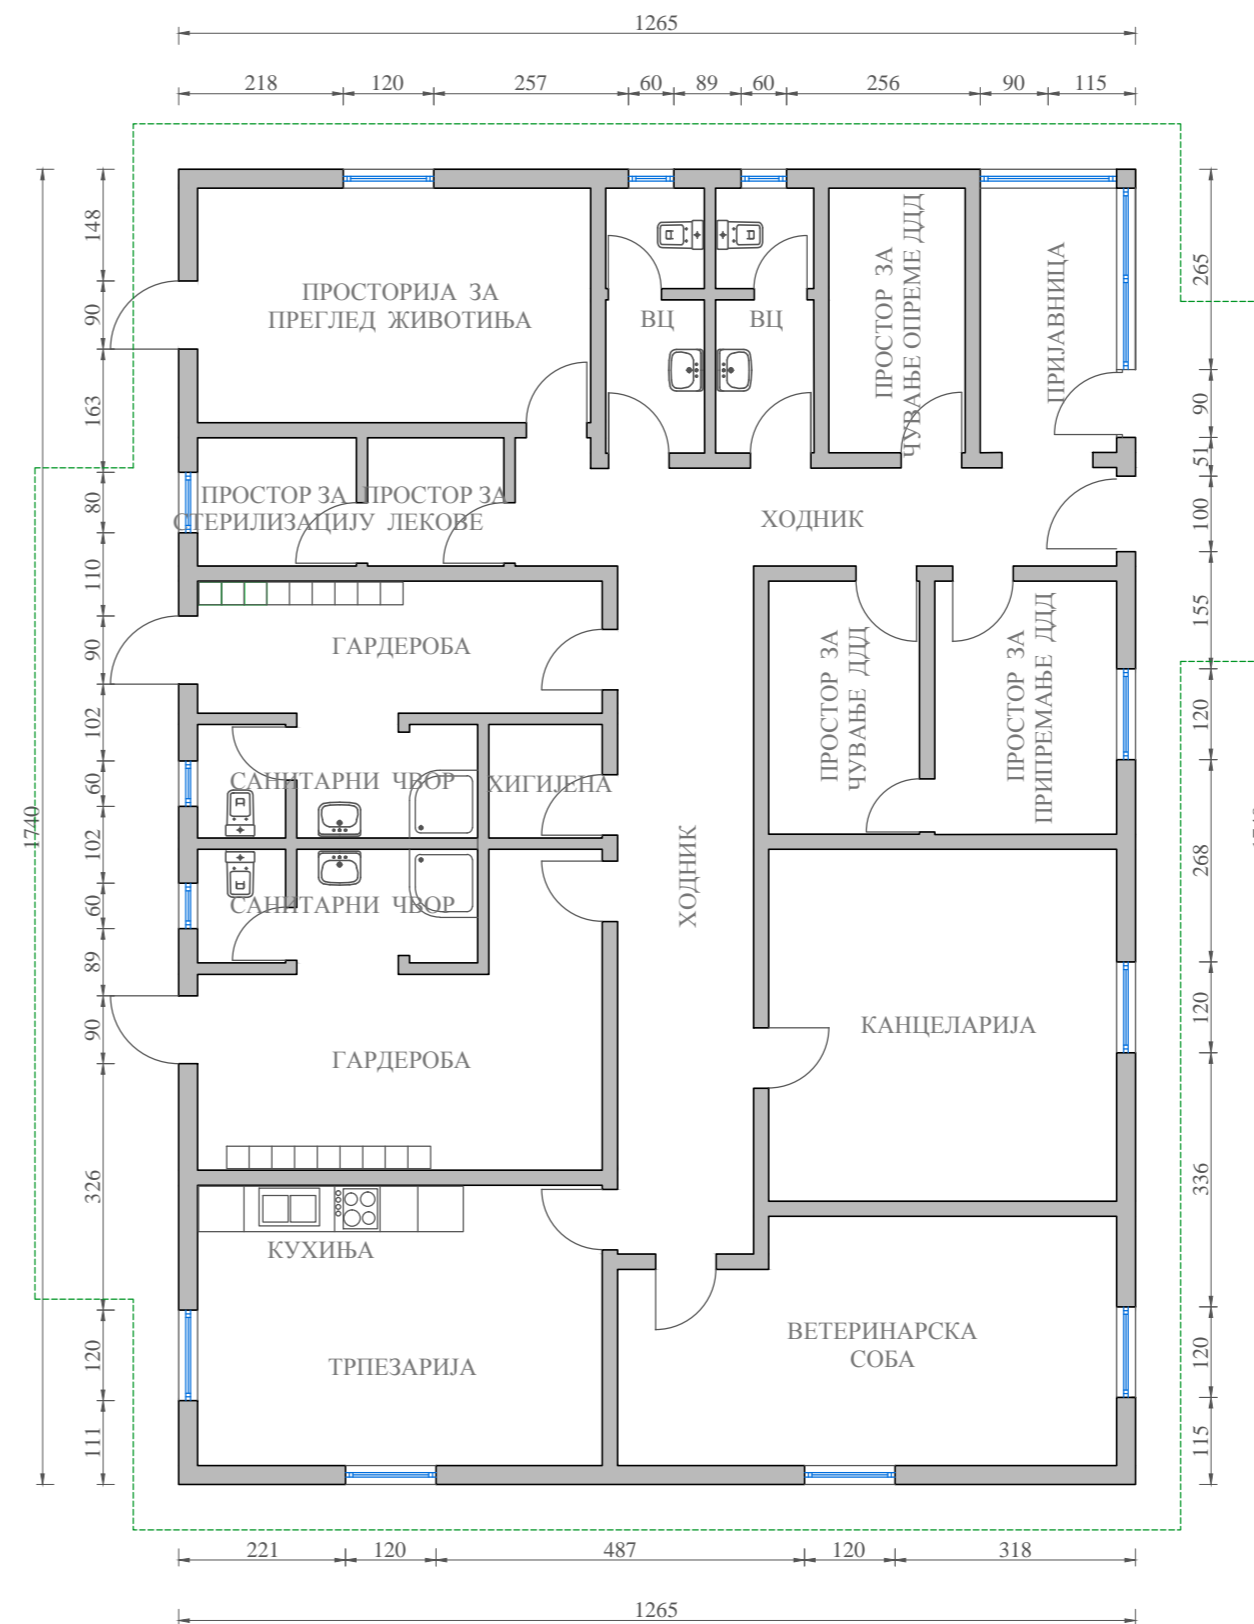 1265
218 120 257 60 89 60 256 90 115
148
90
163
80
110
90
102
60
102
60
89
90
326
120
111
1740
265
90
51
100
155
120
268
120
336
120
115
ПРОСТОРИЈА ЗА
ПРЕГЛЕД ЖИВОТИЊА
ВЦ
ВЦ
ПРОСТОР ЗА
ЧУВАЊЕ ОПРЕМЕ ДДД
ПРИЈАВНИЦА
ПРОСТОР ЗА
СТЕРИЛИЗАЦИЈУ
ПРОСТОР ЗА
ЛЕКОВЕ
ХОДНИК
ГАРДЕРОБА
ПРОСТОР ЗА
ЧУВАЊЕ ДДД
ПРОСТОР ЗА
ПРИПРЕМАЊЕ ДДД
САНИТАРНИ ЧВОР
ХИГИЈЕНА
ХОДНИК
САНИТАРНИ ЧВОР
КАНЦЕЛАРИЈА
ГАРДЕРОБА
КУХИЊА
ВЕТЕРИНАРСКА
СОБА
ТРПЕЗАРИЈА
221 120 487 120 318
1265